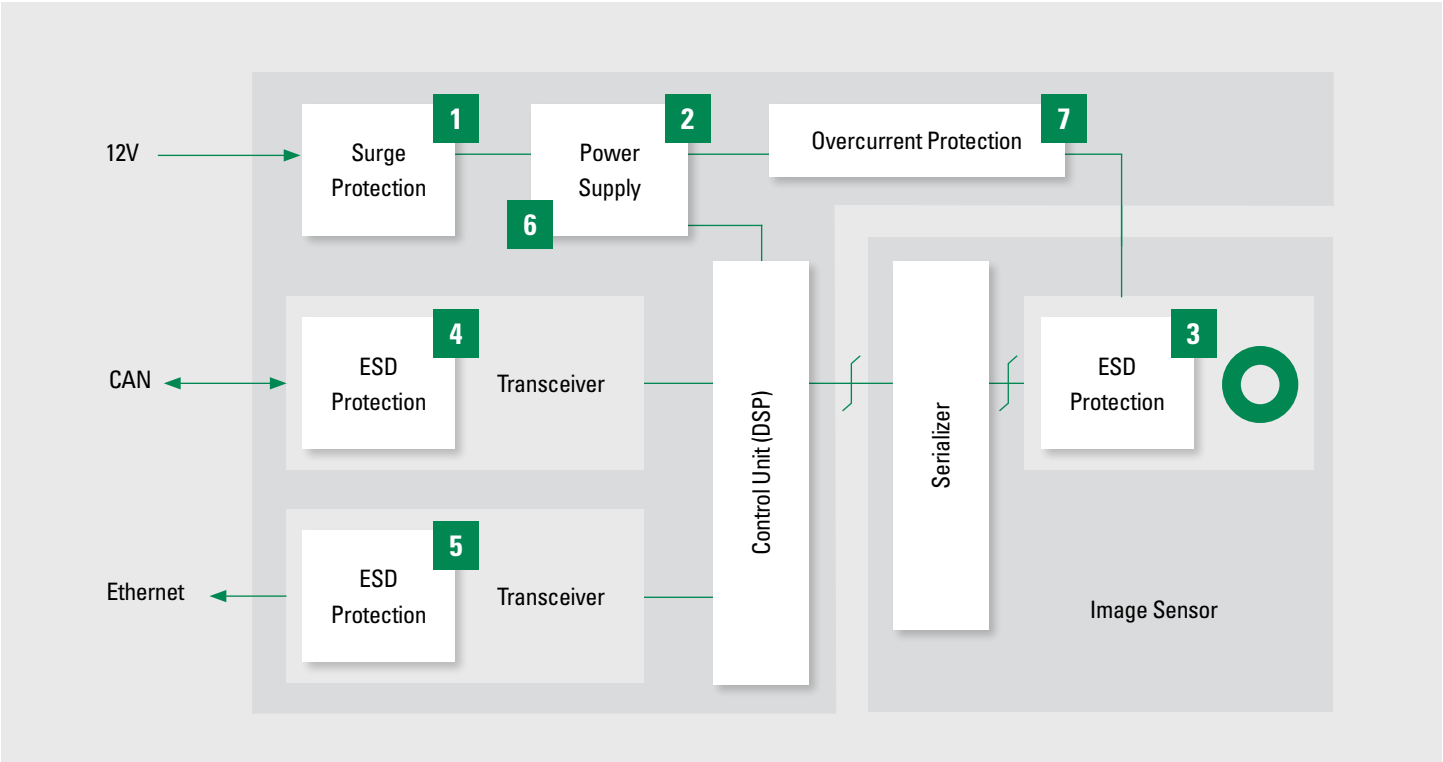 1
2
7
12V
Surge
Protection
Power
Supply
Overcurrent Protection
6
4
3
CAN
ESD
Protection
Transceiver
Control Unit (DSP)
Serializer
ESD
Protection
5
Ethernet
ESD
Protection
Transceiver
Image Sensor